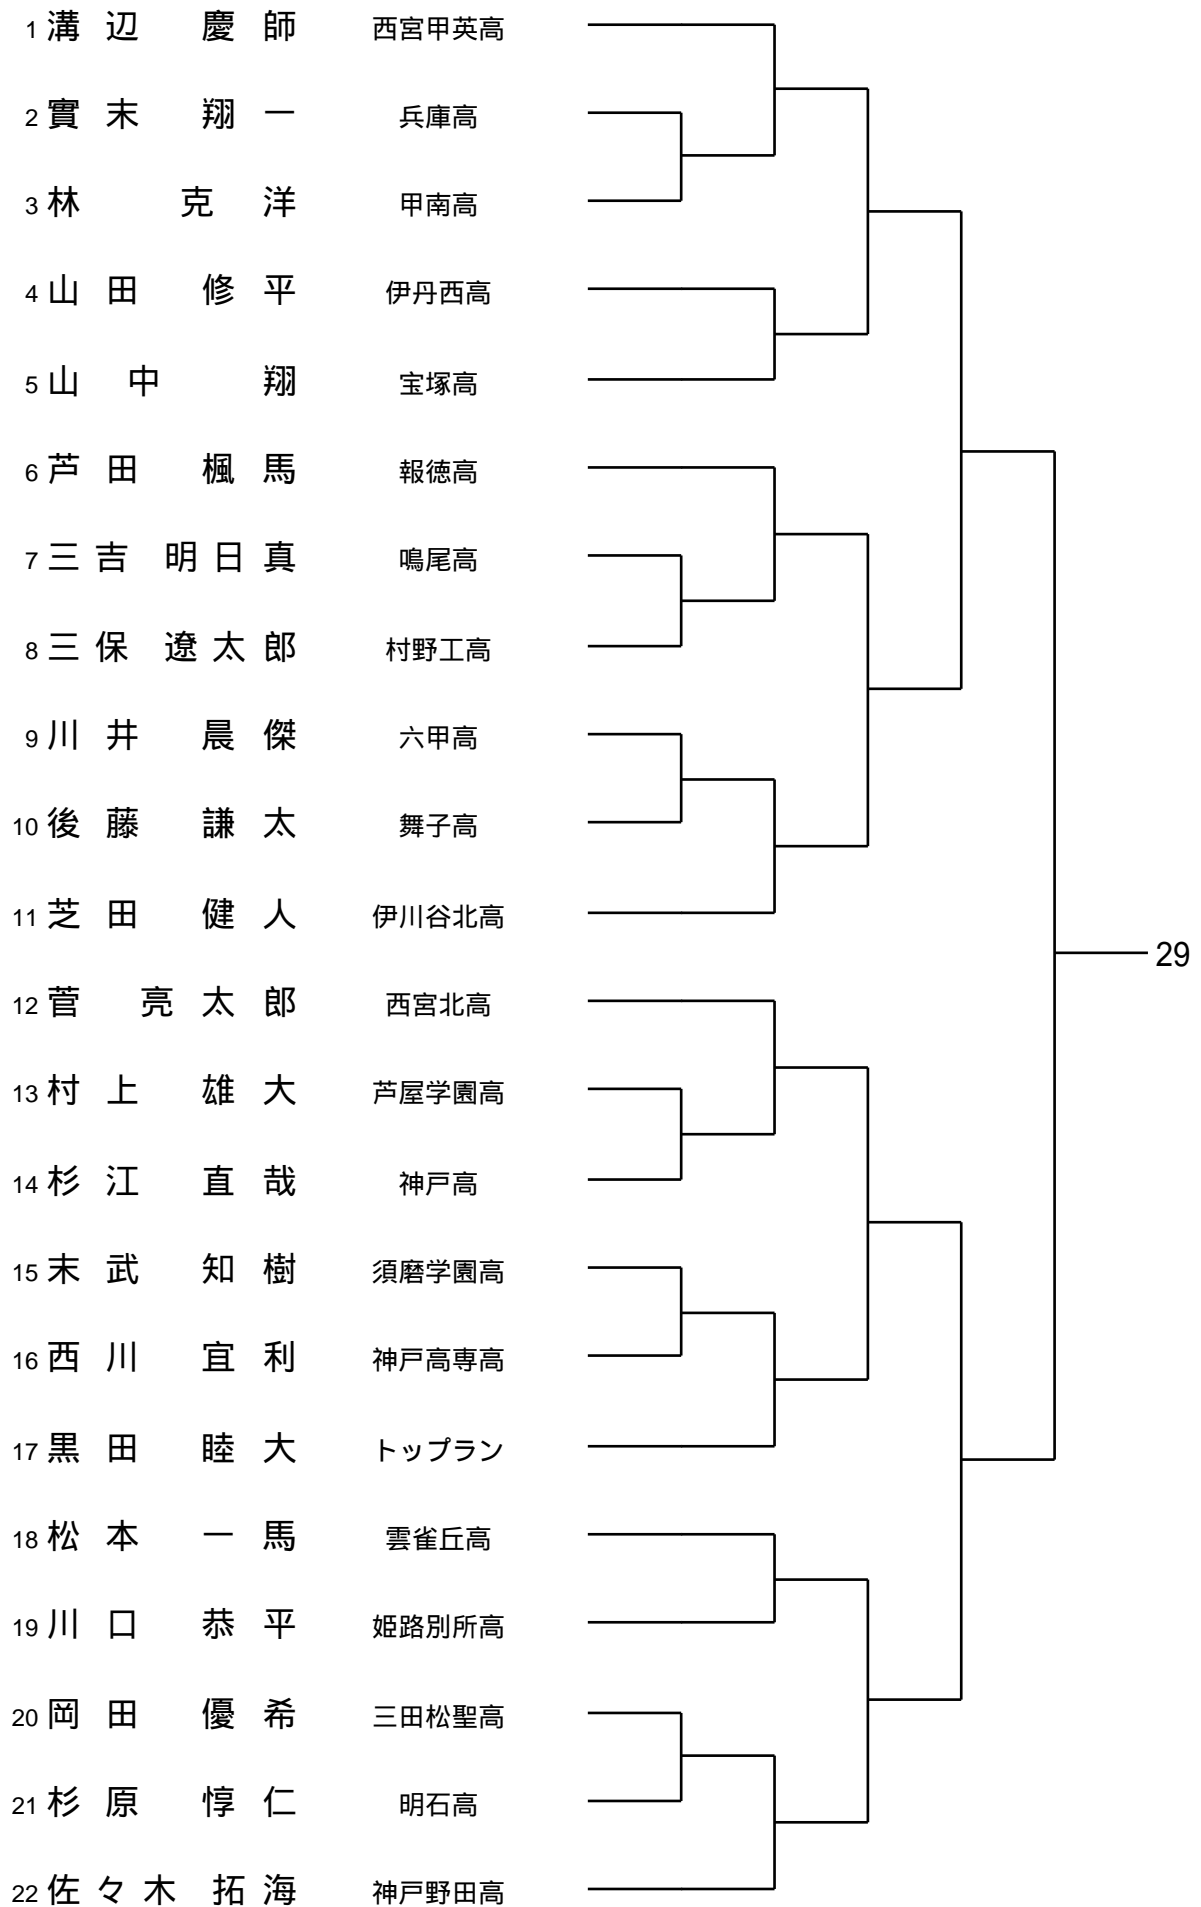 1 溝辺 慶師 西宮甲英高
2 實末 翔一 兵庫高
3 林 克洋 甲南高
4 山田 修平 伊丹西高
5 山中 翔 宝塚高
6 芦田 楓馬 報徳高
7 三吉 明日真 鳴尾高
8 三保 遼太郎 村野工高
9 川井 晨傑 六甲高
10 後藤 謙太 舞子高
11 芝田 健人 伊川谷北高
29
12 菅 亮太郎 西宮北高
13 村上 雄大 芦屋学園高
14 杉江 直哉 神戸高
15 末武 知樹 須磨学園高
16 西川 宜利 神戸高専高
17 黒田 睦大 トップラン
18 松本 一馬 雲雀丘高
19 川口 恭平 姫路別所高
20 岡田 優希 三田松聖高
21 杉原 惇仁 明石高
22 佐々木 拓海 神戸野田高